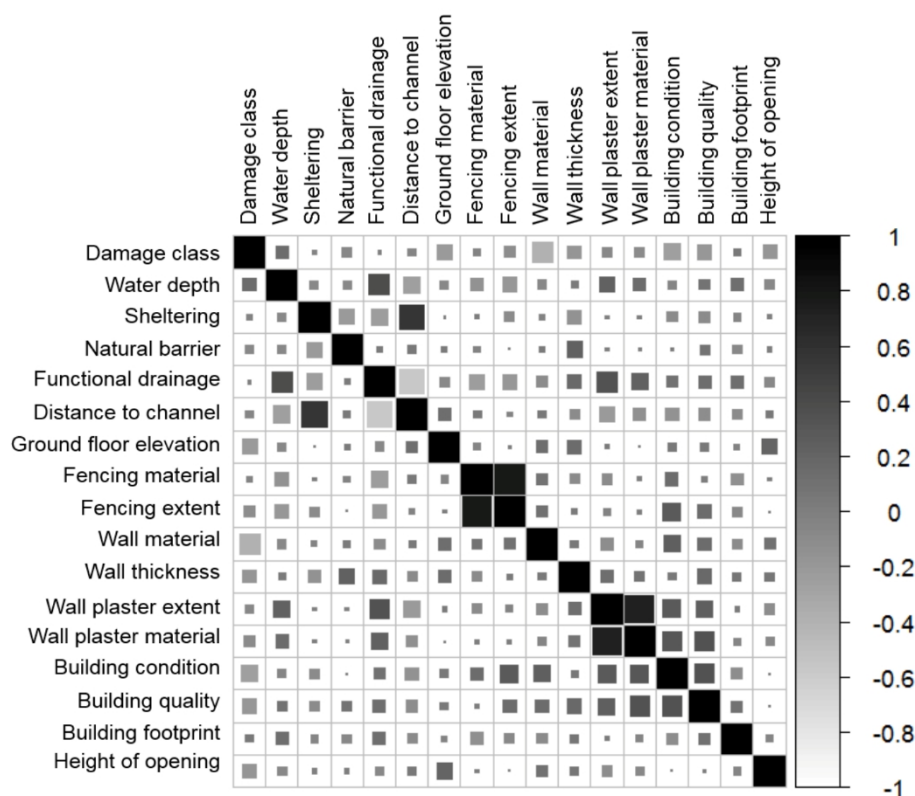 Damage class
Water depth
Sheltering
Natural barrier
Functional drainage
Distance to channel
Ground floor elevation
Fencing material
Fencing extent
Wall material
Wall thickness
Wall plaster extent
Wall plaster material
Building condition
Building quality
Building footprint
Height of opening
Damage class
Water depth
Sheltering
Natural barrier
Functional drainage
Distance to channel
Ground floor elevation
Fencing material
Fencing extent
Wall material
Wall thickness
Wall plaster extent
Wall plaster material
Building condition
Building quality
Building footprint
Height of opening
1
0.8
0.6
0.4
0.2
0
-0.2
-0.4
-0.6
-0.8
-1